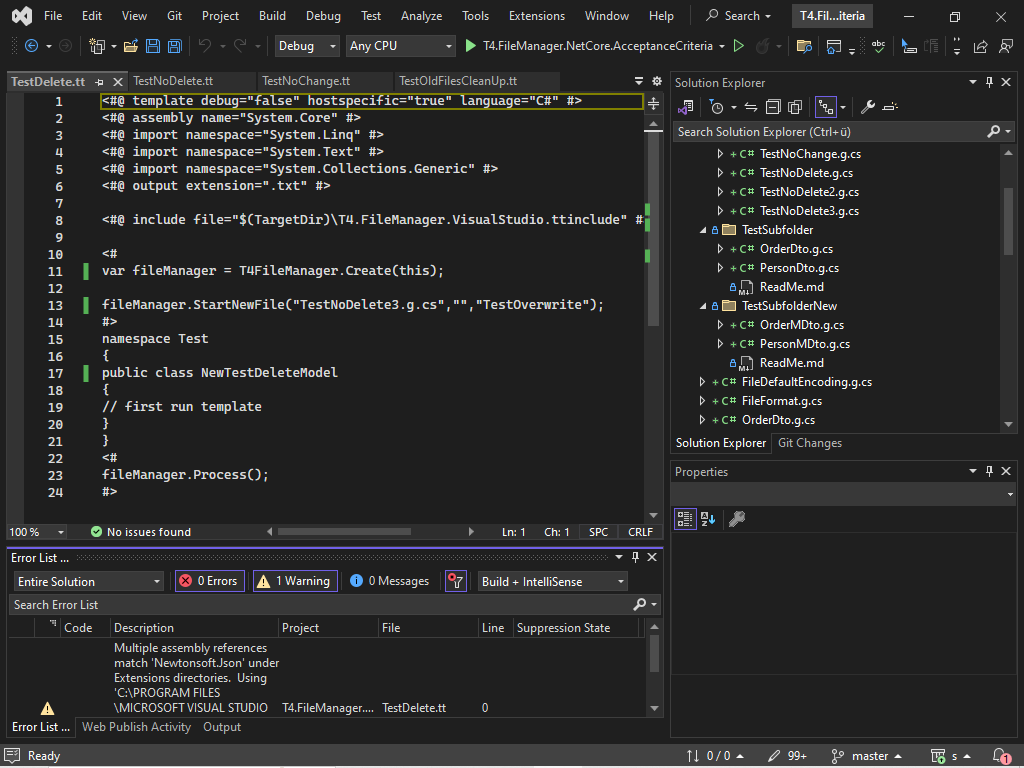 File Edit View Git Project Build Debug Test Analyze Tools Extensions Window Help Search T4.Fil...iteria
Debug Any CPU T4.FileManager.NetCore.AcceptanceCriteria
TestDelete.tt TestNoDelete.tt TestNoChange.tt TestOldFilesCleanUp.tt
1 <#@ template debug="false" hostspecific="true" language="C#" #>
2 <#@ assembly name="System.Core" #>
3 <#@ import namespace="System.Linq" #>
4 <#@ import namespace="System.Text" #>
5 <#@ import namespace="System.Collections.Generic" #>
6 <#@ output extension=".txt" #>
7
8 <#@ include file="$(TargetDir)\T4.FileManager.VisualStudio.ttinclude" #
9
10 <#
11 var fileManager = T4FileManager.Create(this);
12
13 fileManager.StartNewFile("TestNoDelete3.g.cs","","TestOverwrite");
14 #>
15 namespace Test
16 {
17 public class NewTestDeleteModel
18 {
19 // first run template
20 }
21 }
22 <#
23 fileManager.Process();
24 #>
100 % No issues found Ln: 1 Ch: 1 SPC CRLF
Error List ...
Entire Solution 0 Errors 1 Warning 0 Messages Build + IntelliSense
Search Error List
Code Description Project File Line Suppression State
Multiple assembly references
match 'Newtonsoft.Json' under
Extensions directories. Using
'C:\PROGRAM FILES
\MICROSOFT VISUAL STUDIO T4.FileManager.... TestDelete.tt 0
Error List ... Web Publish Activity Output
Solution Explorer
Search Solution Explorer (Ctrl+ü)
C# TestNoChange.g.cs
C# TestNoDelete.g.cs
C# TestNoDelete2.g.cs
C# TestNoDelete3.g.cs
TestSubfolder
C# OrderDto.g.cs
C# PersonDto.g.cs
ReadMe.md
TestSubfolderNew
C# OrderMDto.g.cs
C# PersonMDto.g.cs
ReadMe.md
C# FileDefaultEncoding.g.cs
C# FileFormat.g.cs
C# OrderDto.g.cs
Solution Explorer Git Changes
Properties
Ready 0 / 0 99+ master s 1